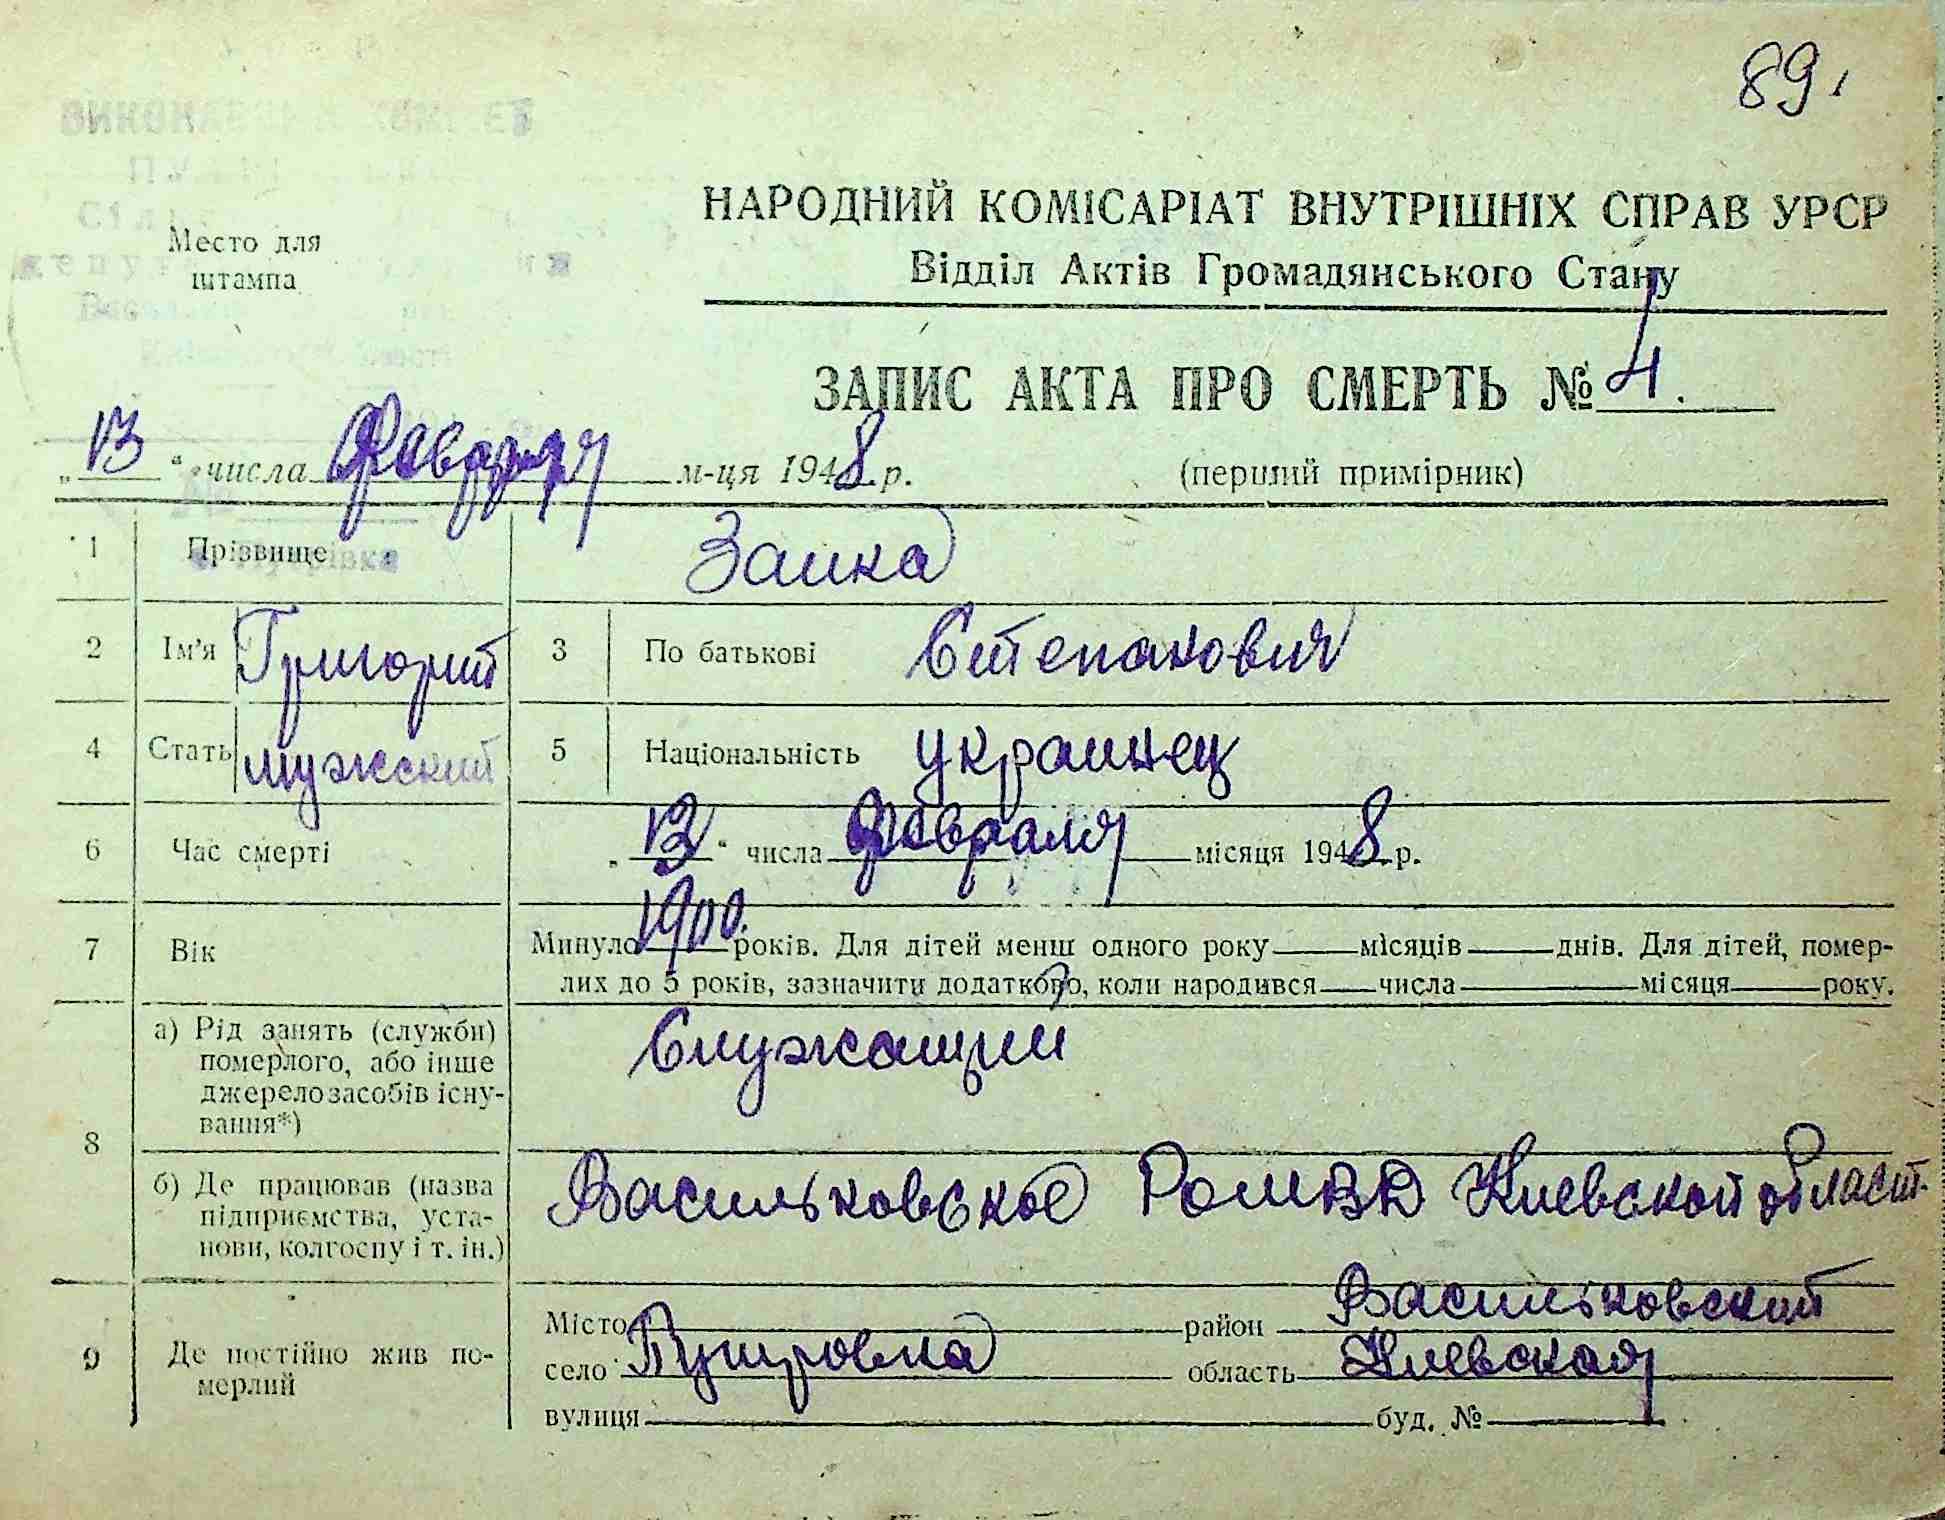 89.
ВИКОНАВЧИЙ КОМІТЕТ
Место для
штампа
НАРОДНИЙ КОМІСАРІАТ ВНУТРІШНІХ СПРАВ УРСР
Відділ Актів Громадянського Стану
ЗАПИС АКТА ПРО СМЕРТЬ № 4.
„13“ числа Февраля м-ця 1948 р. (перший примірник)
1 Прізвище Заика
2 Ім'я Григорий 3 По батькові Степанович
4 Стать мужский 5 Національність украинец
6 Час смерті „13“ числа февраля місяця 1948 р.
7 Вік Минуло 1900. років. Для дітей менш одного року місяців днів. Для дітей, помер-
лих до 5 років, зазначити додатково, коли народився числа місяця року.
8 а) Рід занять (служби)
померлого, або інше
джерело засобів існу-
вання*)
Служащий
б) Де працював (назва
підприємства, уста-
нови, колгоспу і т. ін.)
Васильковское РОМВД Киевской област.
9 Де постійно жив по-
мерлий
Місто район Васильковский
село Пуцровка область Киевская
вулиця буд. №